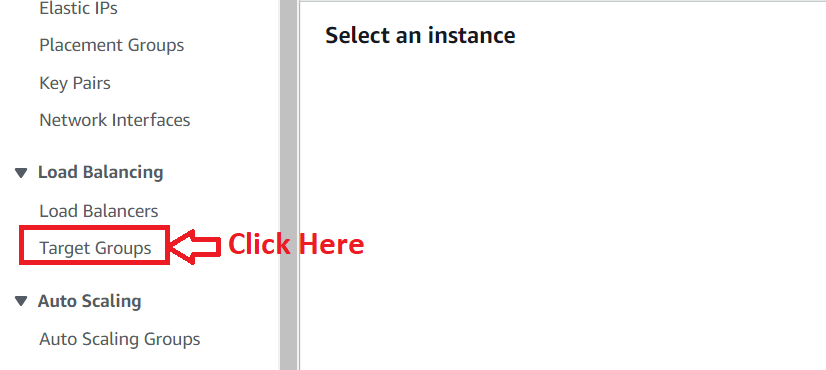 Elastic IPs
Placement Groups
Key Pairs
Network Interfaces
Load Balancing
Load Balancers
Target Groups
Auto Scaling
Auto Scaling Groups
Select an instance
Click Here